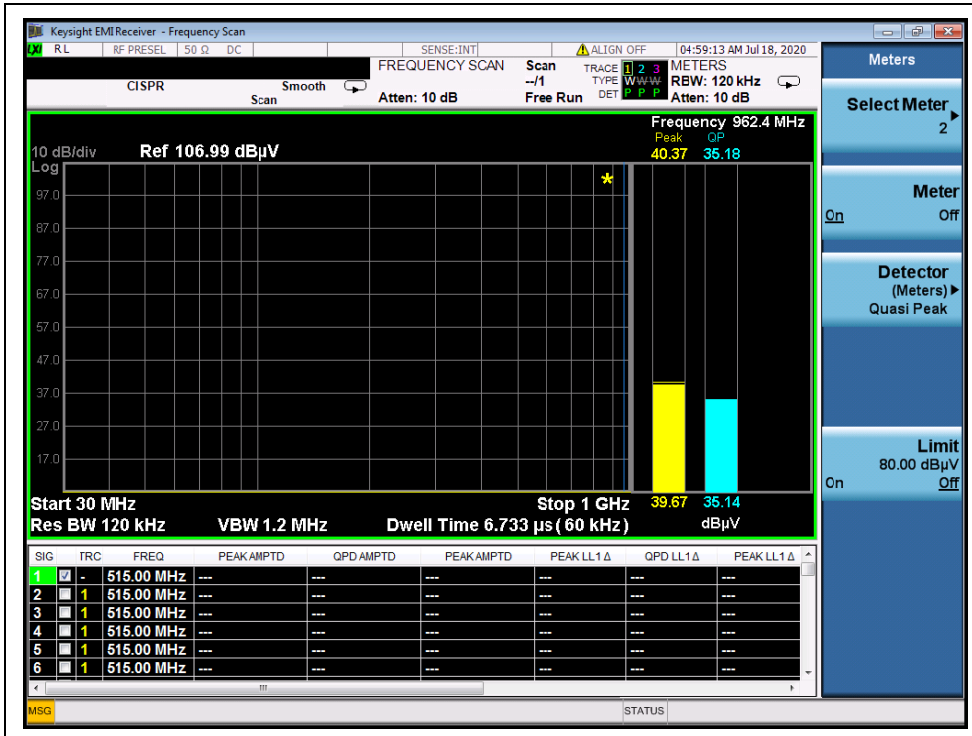 Keysight EMI Receiver - Frequency Scan
LXI RL RF PRESEL 50 Ω DC SENSE:INT ALIGN OFF 04:59:13 AM Jul 18, 2020
FREQUENCY SCAN Scan TRACE 1 2 3 METERS
--/1 TYPE W W W RBW: 120 kHz
CISPR Smooth Atten: 10 dB Free Run DET P P P Atten: 10 dB
Scan
Frequency 962.4 MHz
Peak QP
10 dB/div Ref 106.99 dBµV 40.37 35.18
Log
97.0
87.0
77.0
67.0
57.0
47.0
37.0
27.0
17.0
Start 30 MHz Stop 1 GHz 39.67 35.14
Res BW 120 kHz VBW 1.2 MHz Dwell Time 6.733 µs (60 kHz) dBµV
SIG TRC FREQ PEAK AMPTD QPD AMPTD PEAK AMPTD PEAK LL1 Δ QPD LL1 Δ PEAK LL1 Δ
1 - 515.00 MHz --- --- --- --- --- ---
2 1 515.00 MHz --- --- --- --- --- ---
3 1 515.00 MHz --- --- --- --- --- ---
4 1 515.00 MHz --- --- --- --- --- ---
5 1 515.00 MHz --- --- --- --- --- ---
6 1 515.00 MHz --- --- --- --- --- ---
MSG STATUS
Meters
Select Meter
2
Meter
On Off
Detector
(Meters)
Quasi Peak
Limit
80.00 dBµV
On Off